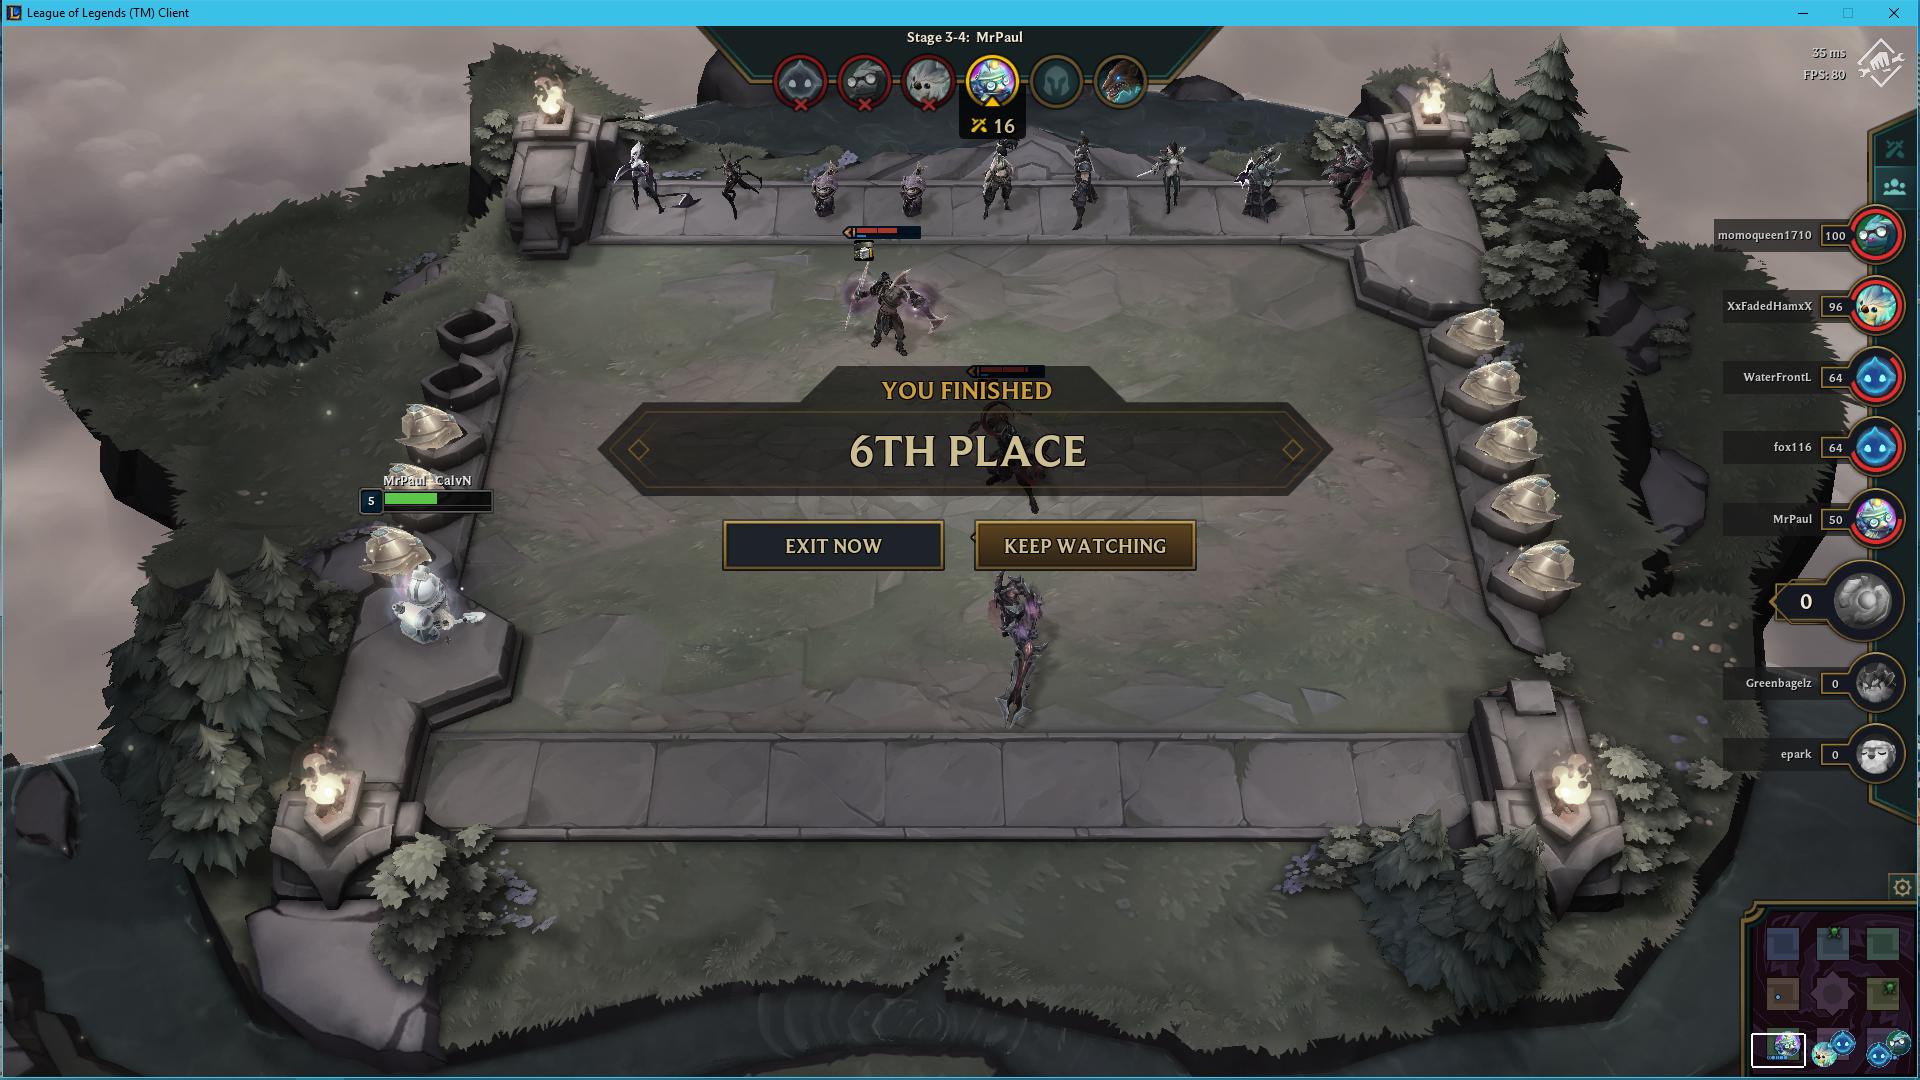 League of Legends (TM) Client
Stage 3-4: MrPaul
16
35 ms
FPS: 80
momoqueen1710 100
XxFadedHamxX 96
WaterFrontL 64
fox116 64
MrPaul 50
0
Greenbagelz 0
epark 0
MrPaul CalvN
5
YOU FINISHED
6TH PLACE
EXIT NOW
KEEP WATCHING